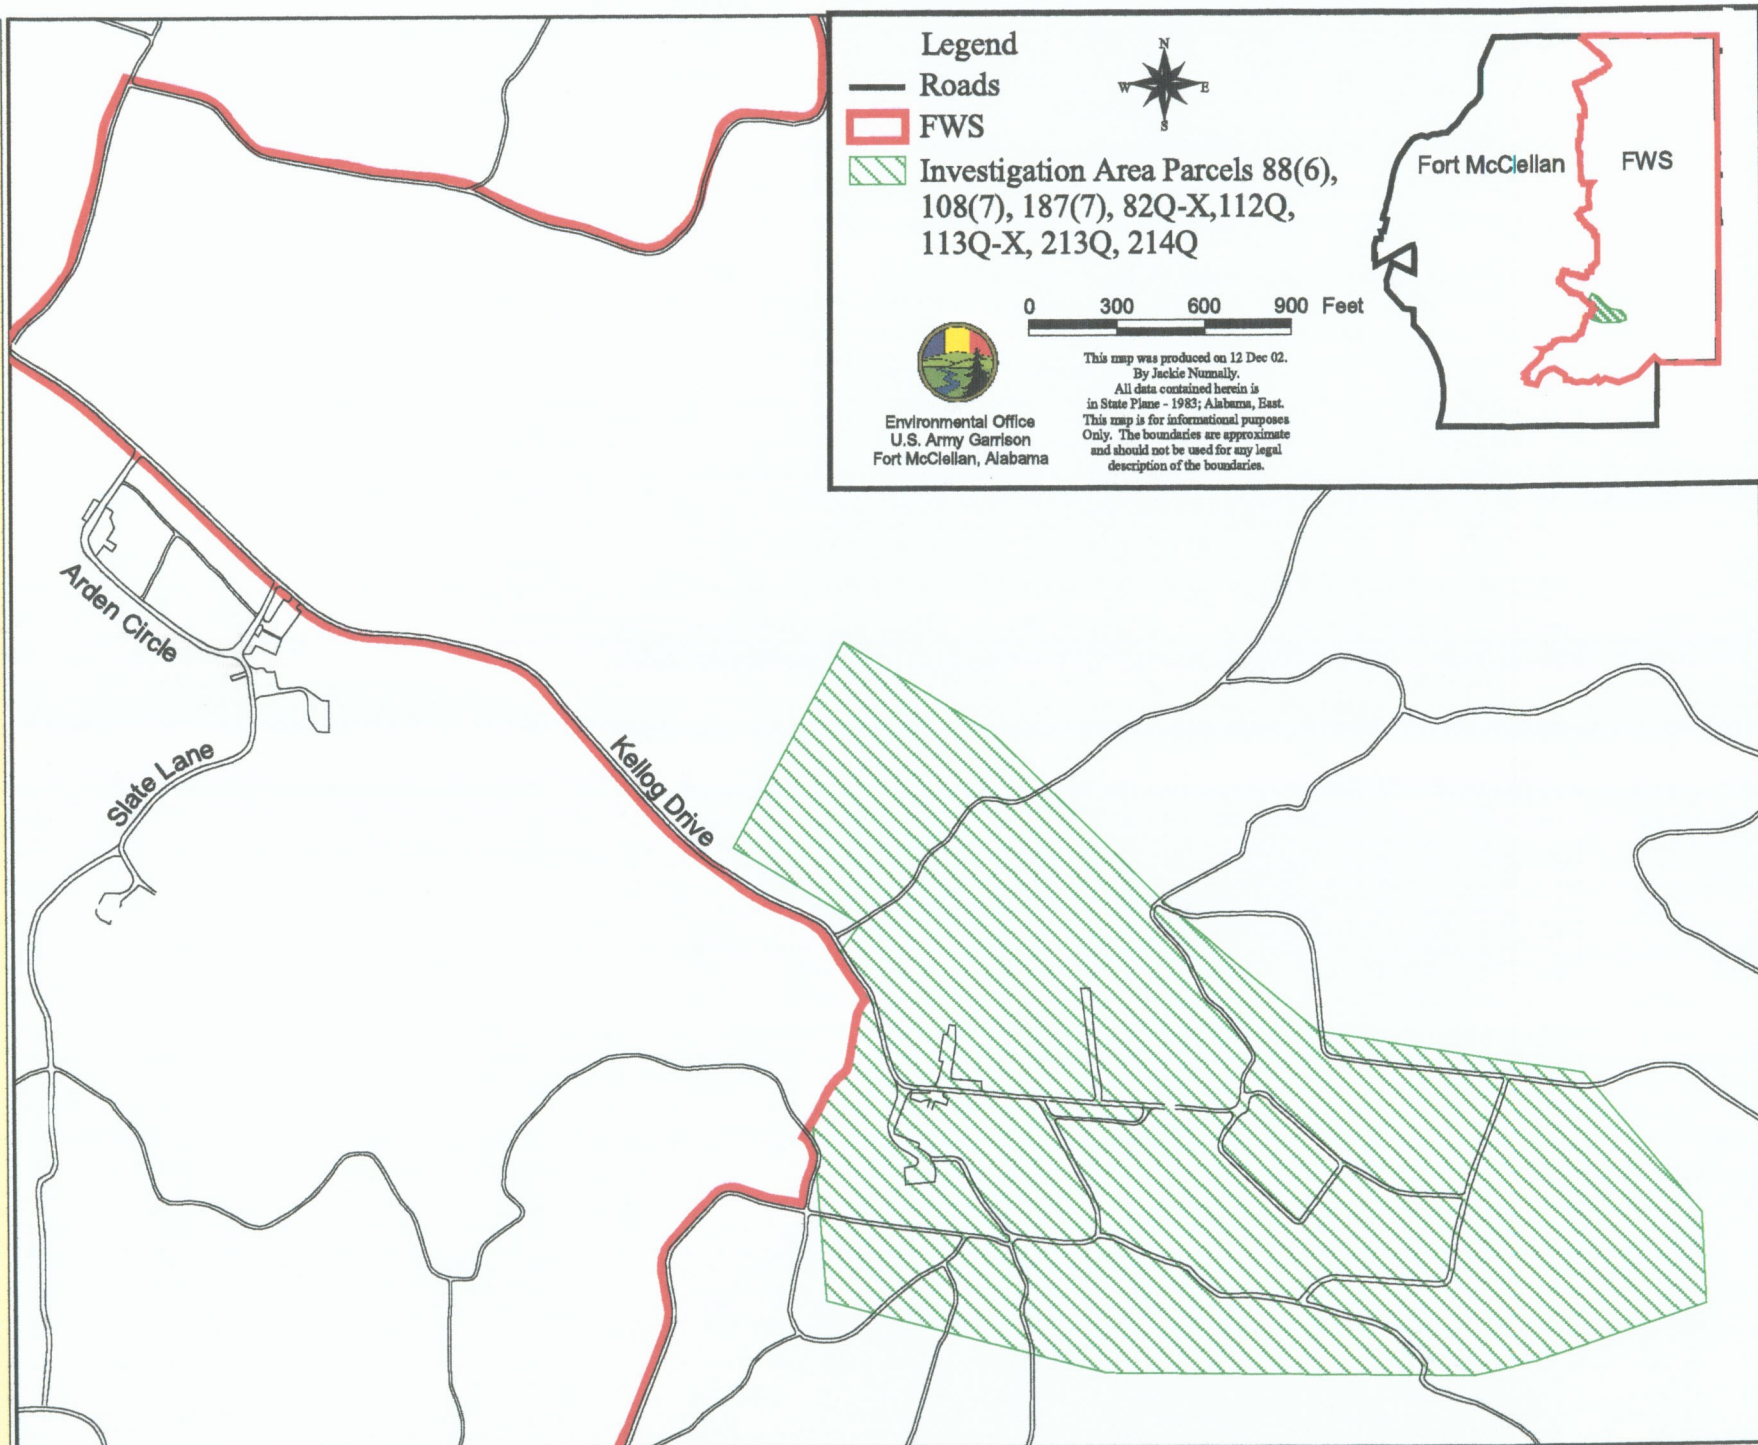 Legend
Roads
FWS
Investigation Area Parcels 88(6),
108(7), 187(7), 82Q-X,112Q,
113Q-X, 213Q, 214Q
N
W E
S
0 300 600 900 Feet
This map was produced on 12 Dec 02.
By Jackie Nunnally.
All data contained herein is
in State Plane - 1983; Alabama, East.
This map is for informational purposes
Only. The boundaries are approximate
and should not be used for any legal
description of the boundaries.
Environmental Office
U.S. Army Garrison
Fort McClellan, Alabama
Fort McClellan
FWS
Arden Circle
Slate Lane
Kellog Drive